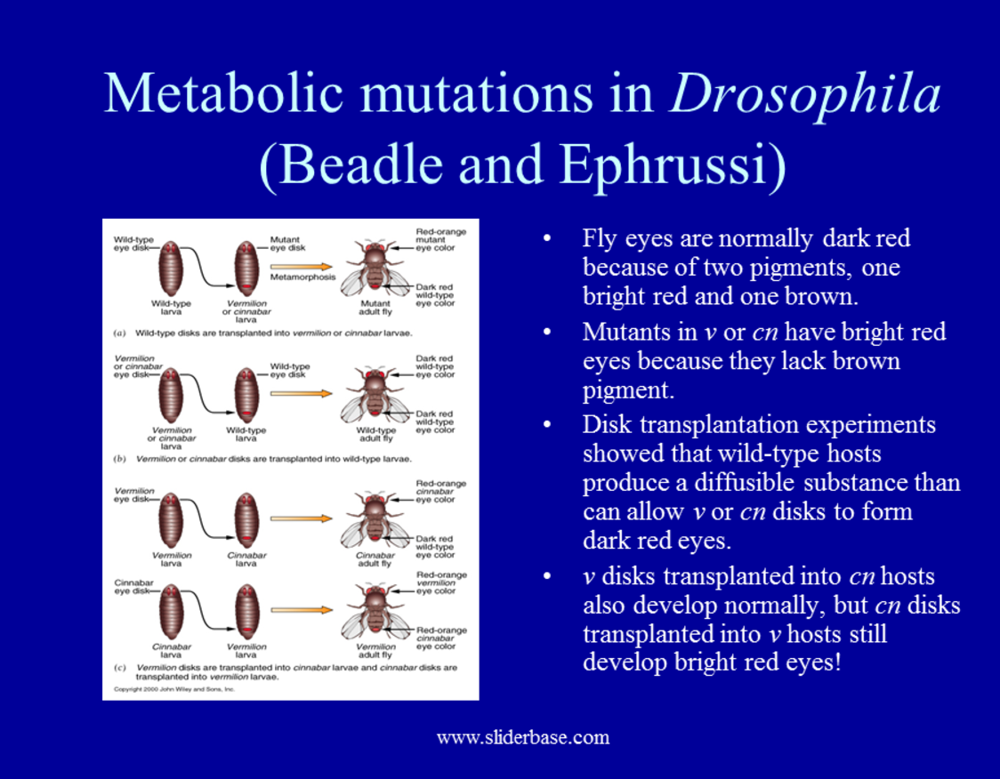 Metabolic mutations in Drosophila
(Beadle and Ephrussi)
Wild-type
eye disk
Mutant
eye disk
Metamorphosis
Red-orange
mutant
eye color
Dark red
wild-type
eye color
Wild-type
larva
Vermilion
or cinnabar
larva
Mutant
adult fly
(a) Wild-type disks are transplanted into vermilion or cinnabar larvae.
Vermilion
or cinnabar
eye disk
Wild-type
eye disk
Dark red
wild-type
eye color
Dark red
wild-type
eye color
Vermilion
or cinnabar
larva
Wild-type
larva
Wild-type
adult fly
(b) Vermilion or cinnabar disks are transplanted into wild-type larvae.
Vermilion
eye disk
Red-orange
cinnabar
eye color
Dark red
wild-type
eye color
Vermilion
larva
Cinnabar
larva
Cinnabar
adult fly
Cinnabar
eye disk
Red-orange
vermilion
eye color
Red-orange
cinnabar
eye color
Cinnabar
larva
Vermilion
larva
Vermilion
adult fly
(c) Vermilion disks are transplanted into cinnabar larvae and cinnabar disks are
transplanted into vermilion larvae.
Copyright 2000 John Wiley and Sons, Inc.
• Fly eyes are normally dark red
because of two pigments, one
bright red and one brown.
• Mutants in v or cn have bright red
eyes because they lack brown
pigment.
• Disk transplantation experiments
showed that wild-type hosts
produce a diffusible substance than
can allow v or cn disks to form
dark red eyes.
• v disks transplanted into cn hosts
also develop normally, but cn disks
transplanted into v hosts still
develop bright red eyes!
www.sliderbase.com